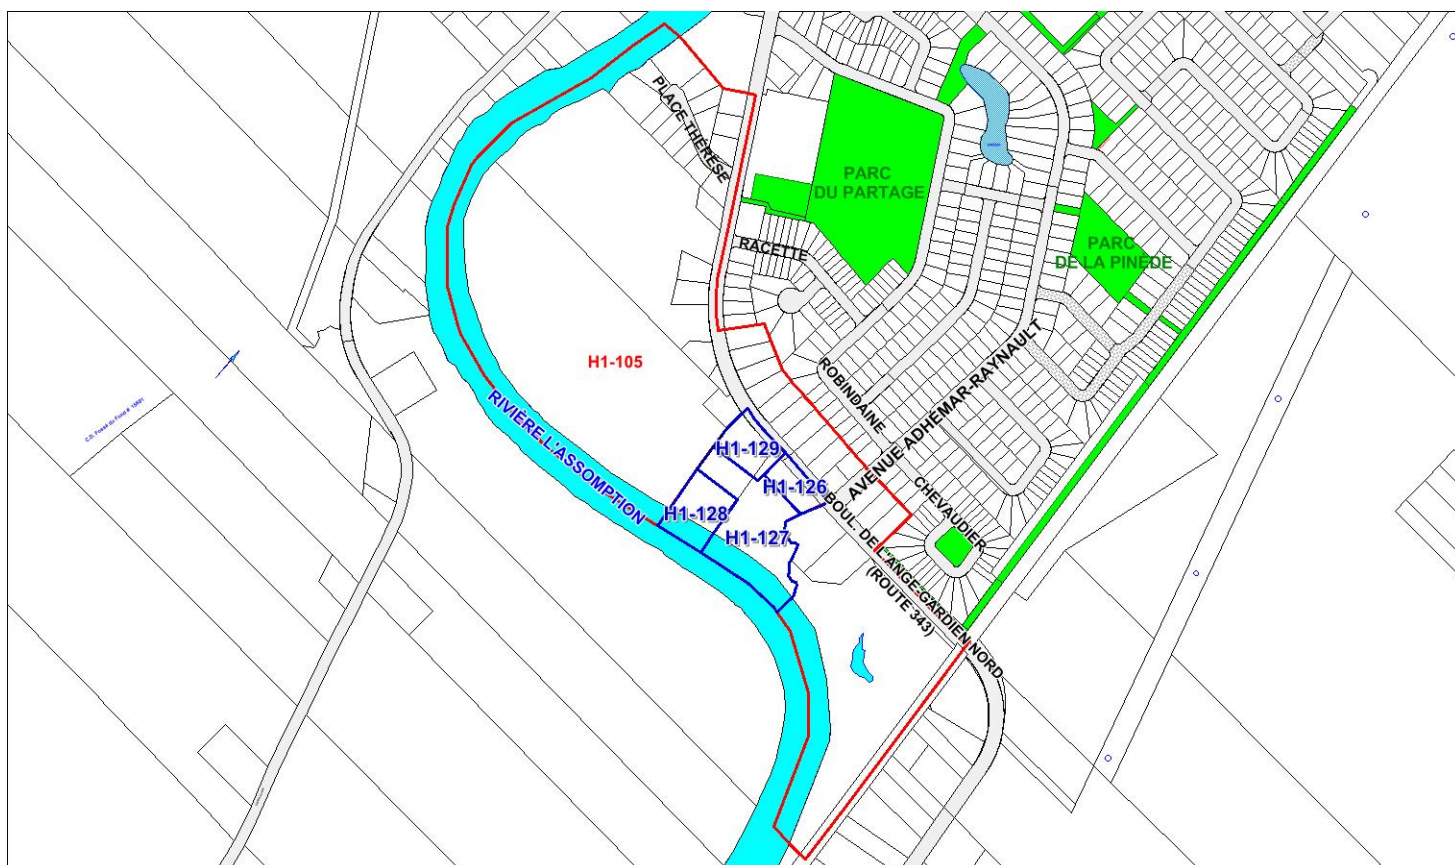 PLACE THÉRÈSE
PARC
DU PARTAGE
PARC
DE LA PINÈDE
RACETTE
H1-105
ROBINDAINE
AVENUE ADHÉMAR-RAYNAULT
RIVIÈRE L'ASSOMPTION
H1-129
H1-126
H1-128
H1-127
CHEVAUDIER
BOUL. DE L'ANGE-GARDIEN NORD
(ROUTE 343)